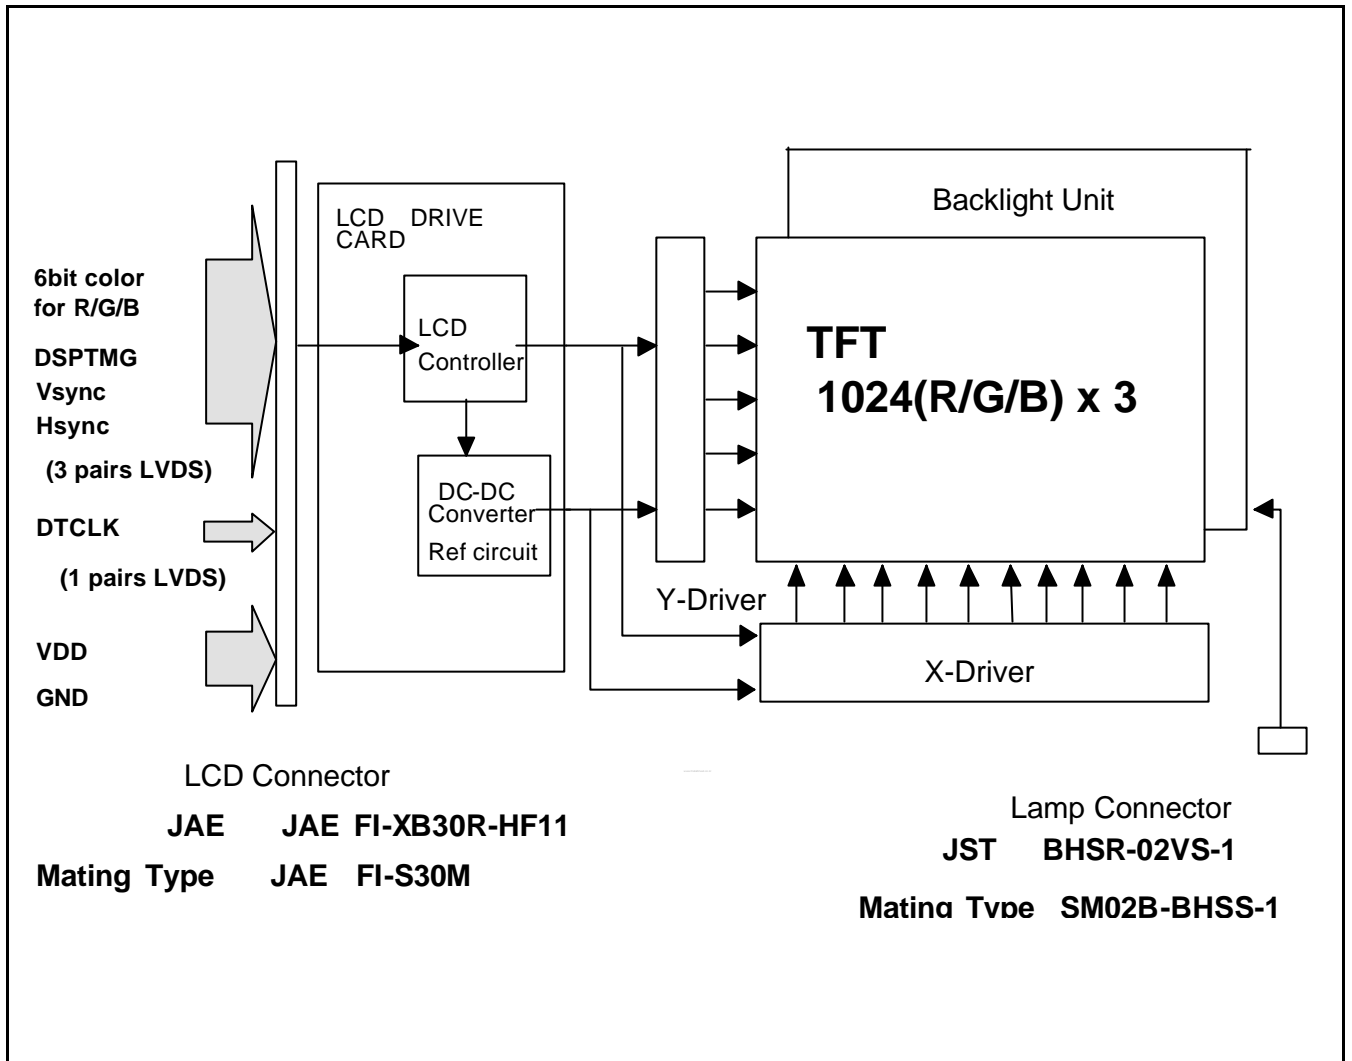 Backlight Unit
LCD DRIVE
CARD
6bit color
for R/G/B
DSPTMG
Vsync
Hsync
(3 pairs LVDS)
DTCLK
(1 pairs LVDS)
VDD
GND
LCD
Controller
DC-DC
Converter
Ref circuit
TFT
1024(R/G/B) x 3
Y-Driver
X-Driver
LCD Connector
JAE JAE FI-XB30R-HF11
Mating Type JAE FI-S30M
Lamp Connector
JST BHSR-02VS-1
Mating Type SM02B-BHSS-1